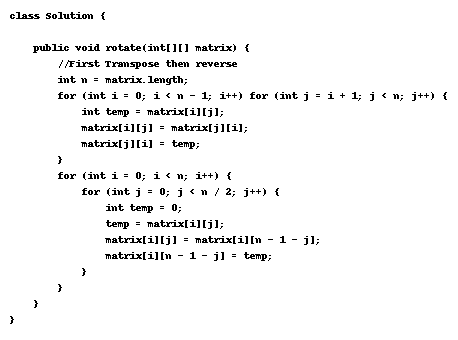 class Solution {
public void rotate(int[][] matrix) {
//First Transpose then reverse
int n = matrix.length;
for (int i = 0; i < n - 1; i++) for (int j = i + 1; j < n; j++) {
int temp = matrix[i][j];
matrix[i][j] = matrix[j][i];
matrix[j][i] = temp;
}
for (int i = 0; i < n; i++) {
for (int j = 0; j < n / 2; j++) {
int temp = 0;
temp = matrix[i][j];
matrix[i][j] = matrix[i][n - 1 - j];
matrix[i][n - 1 - j] = temp;
}
}
}
}